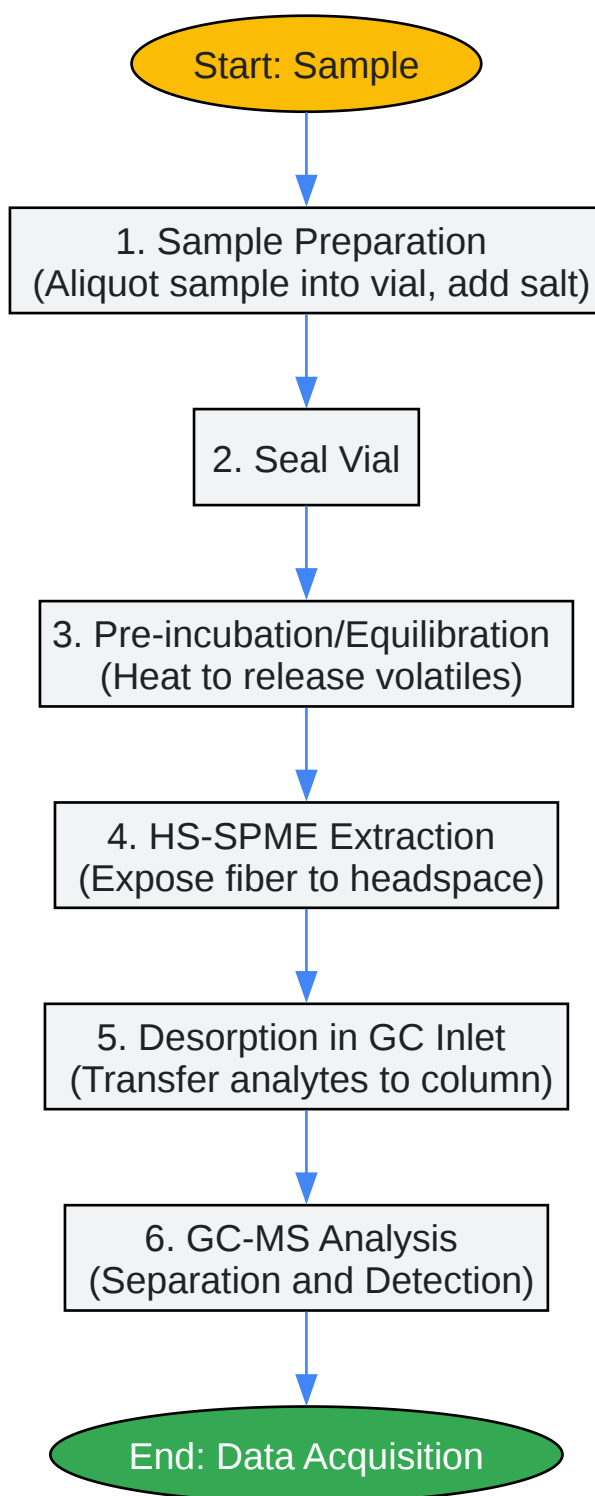 Start: Sample
1. Sample Preparation
(Aliquot sample into vial, add salt)
2. Seal Vial
3. Pre-incubation/Equilibration
(Heat to release volatiles)
4. HS-SPME Extraction
(Expose fiber to headspace)
5. Desorption in GC Inlet
(Transfer analytes to column)
6. GC-MS Analysis
(Separation and Detection)
End: Data Acquisition